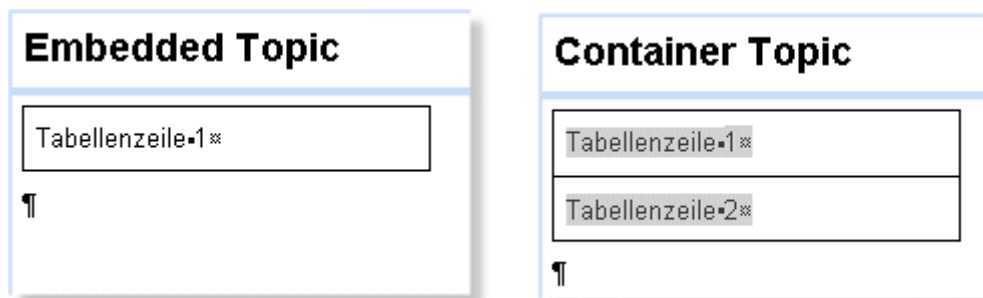 Embedded Topic
Tabellenzeile▪1¤
¶
Container Topic
Tabellenzeile▪1¤
Tabellenzeile▪2¤
¶